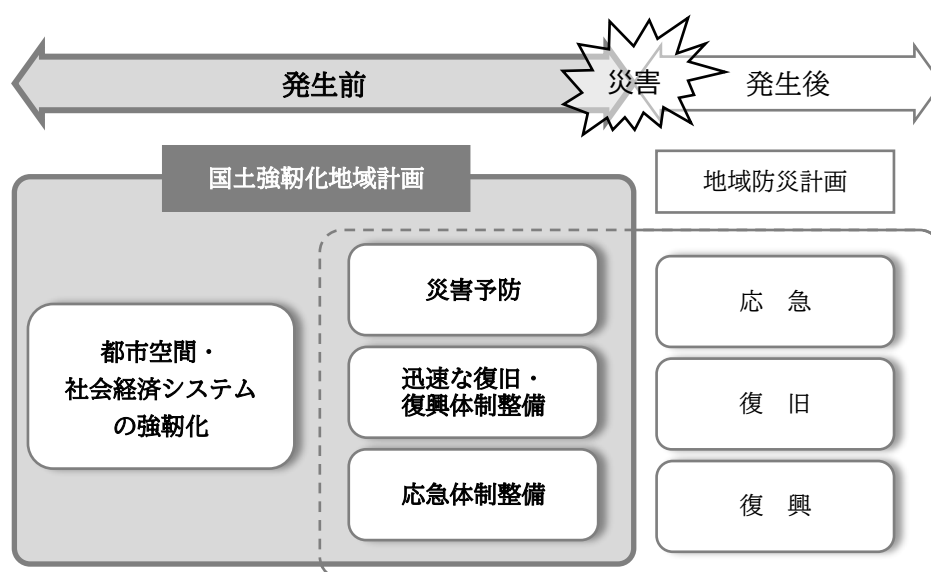 発生前
災害
発生後
国土強靭化地域計画
地域防災計画
都市空間・
社会経済システム
の強靭化
災害予防
迅速な復旧・
復興体制整備
応急体制整備
応　急
復　旧
復　興